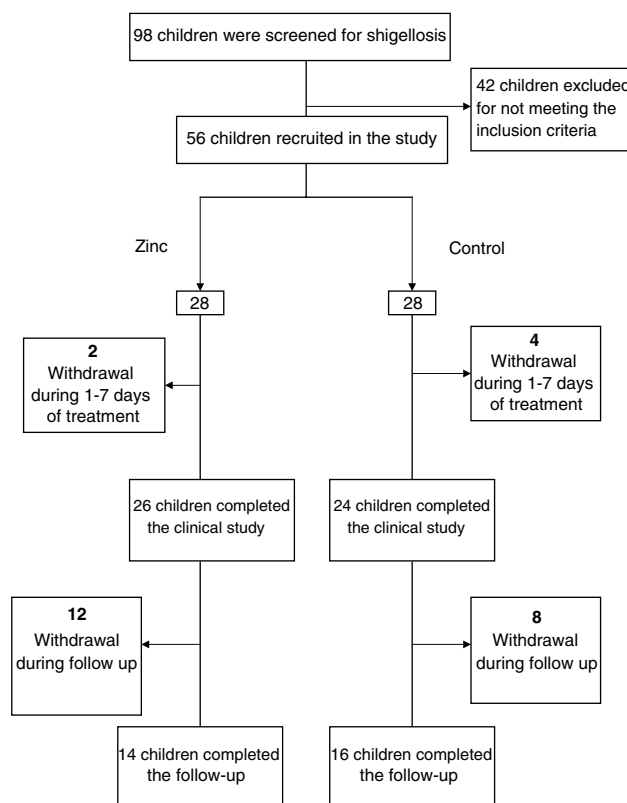 98 children were screened for shigellosis
42 children excluded
for not meeting the
inclusion criteria
56 children recruited in the study
Zinc
Control
28
28
2
Withdrawal
during 1-7 days
of treatment
4
Withdrawal
during 1-7 days
of treatment
26 children completed
the clinical study
24 children completed
the clinical study
12
Withdrawal
during follow up
8
Withdrawal
during follow up
14 children completed
the follow-up
16 children completed
the follow-up